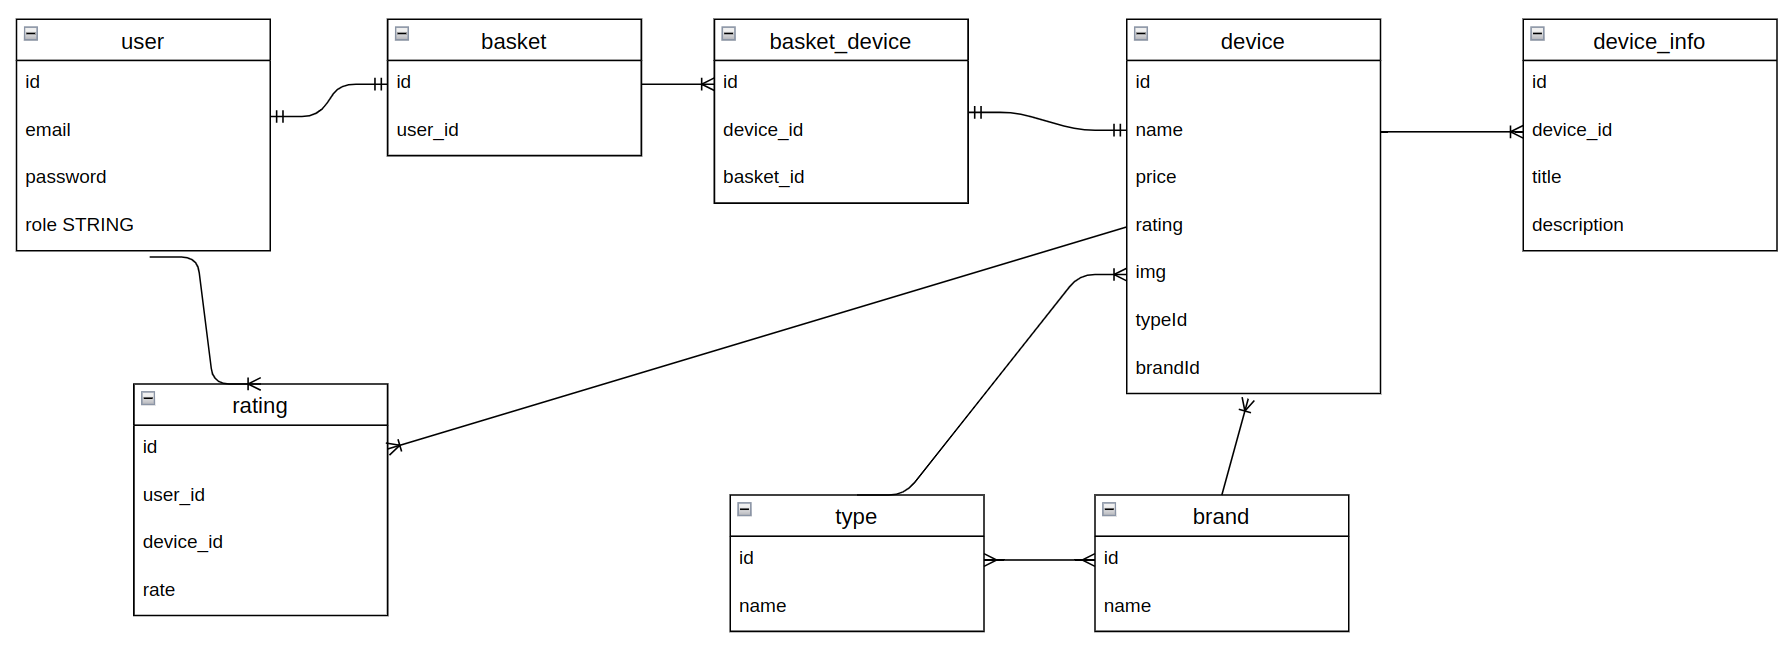 user
id
email
password
role STRING
basket
id
user_id
basket_device
id
device_id
basket_id
device
id
name
price
rating
img
typeId
brandId
device_info
id
device_id
title
description
rating
id
user_id
device_id
rate
type
id
name
brand
id
name